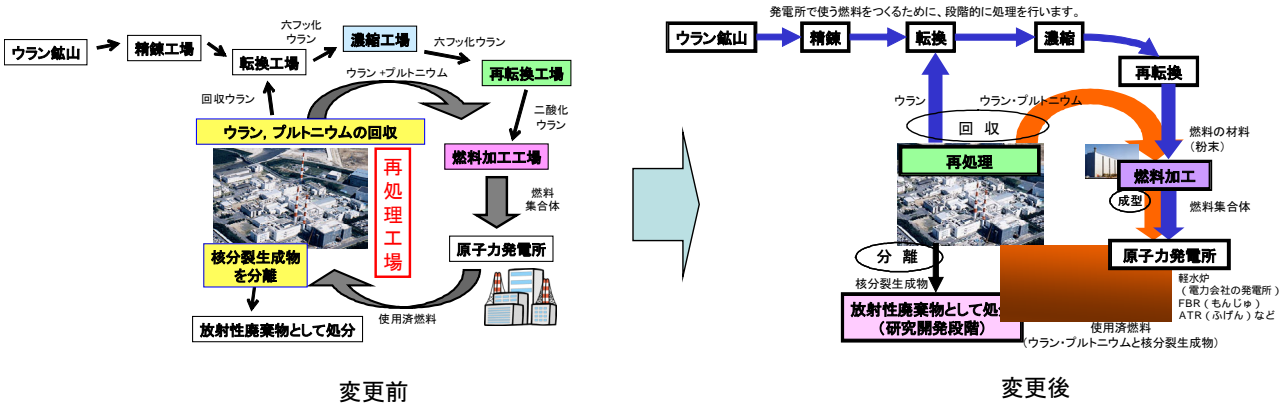 ウラン鉱山
精錬工場
転換工場
六フッ化
ウラン
濃縮工場
六フッ化ウラン
再転換工場
二酸化
ウラン
ウラン+プルトニウム
回収ウラン
ウラン, プルトニウムの回収
再処理工場
燃料加工工場
燃料
集合体
原子力発電所
使用済燃料
核分裂生成物
を分離
放射性廃棄物として処分
変更前
発電所で使う燃料をつくるために、段階的に処理を行います。
ウラン鉱山
精錬
転換
濃縮
再転換
ウラン
ウラン・プルトニウム
回 収
再処理
燃料の材料
(粉末)
燃料加工
成型
燃料集合体
原子力発電所
軽水炉
(電力会社の発電所)
FBR(もんじゅ)
ATR(ふげん)など
分 離
核分裂生成物
放射性廃棄物として処
(研究開発段階)
使用済燃料
(ウラン・プルトニウムと核分裂生成物)
変更後